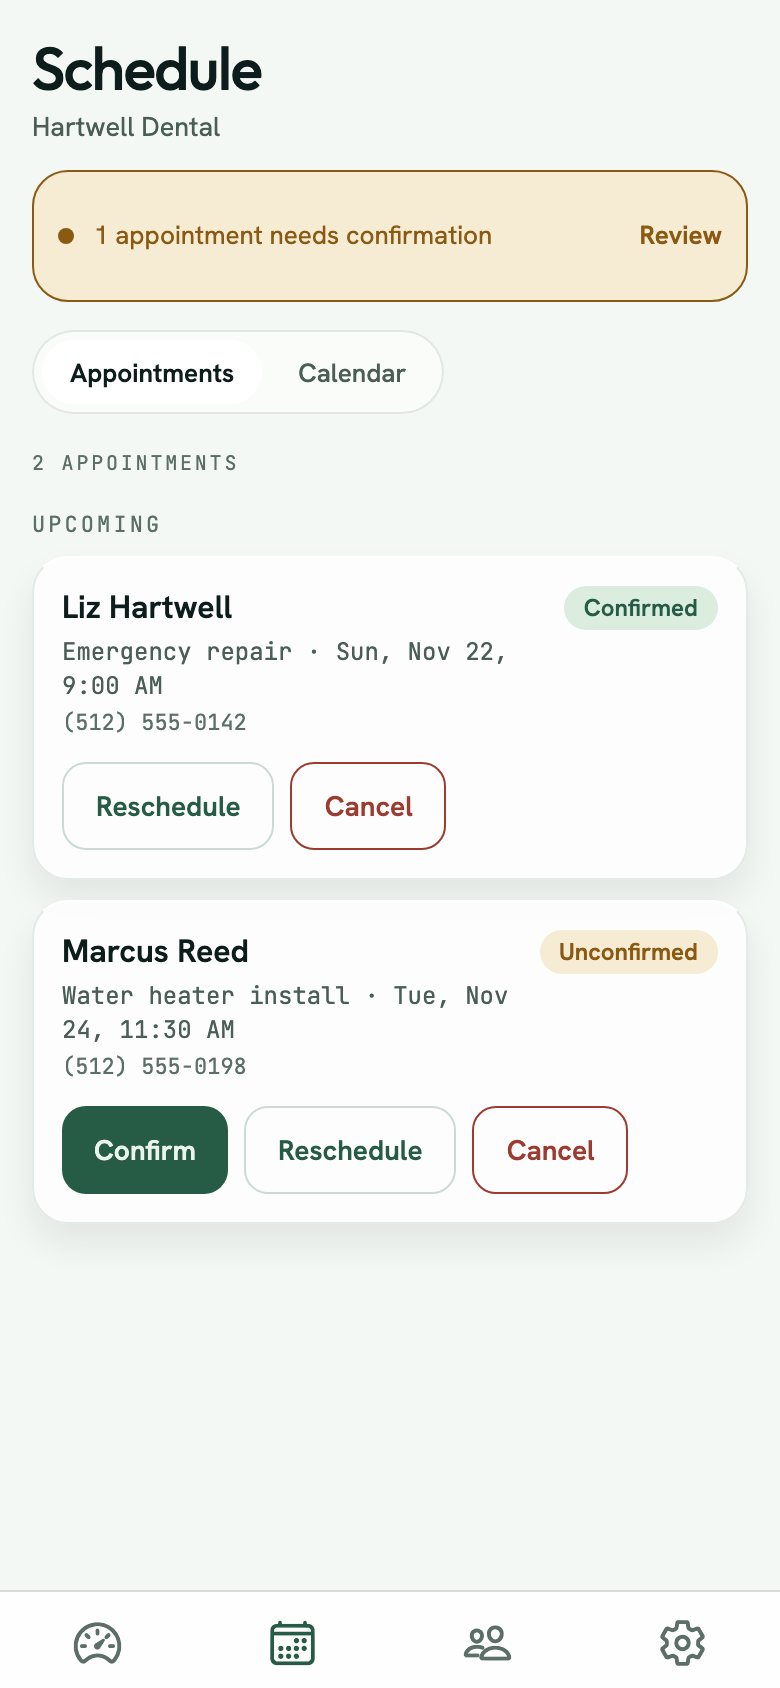 Schedule
Hartwell Dental
1 appointment needs confirmation Review
Appointments Calendar
2 APPOINTMENTS
UPCOMING
Liz Hartwell Confirmed
Emergency repair · Sun, Nov 22,
9:00 AM
(512) 555-0142
Reschedule Cancel
Marcus Reed Unconfirmed
Water heater install · Tue, Nov
24, 11:30 AM
(512) 555-0198
Confirm Reschedule Cancel